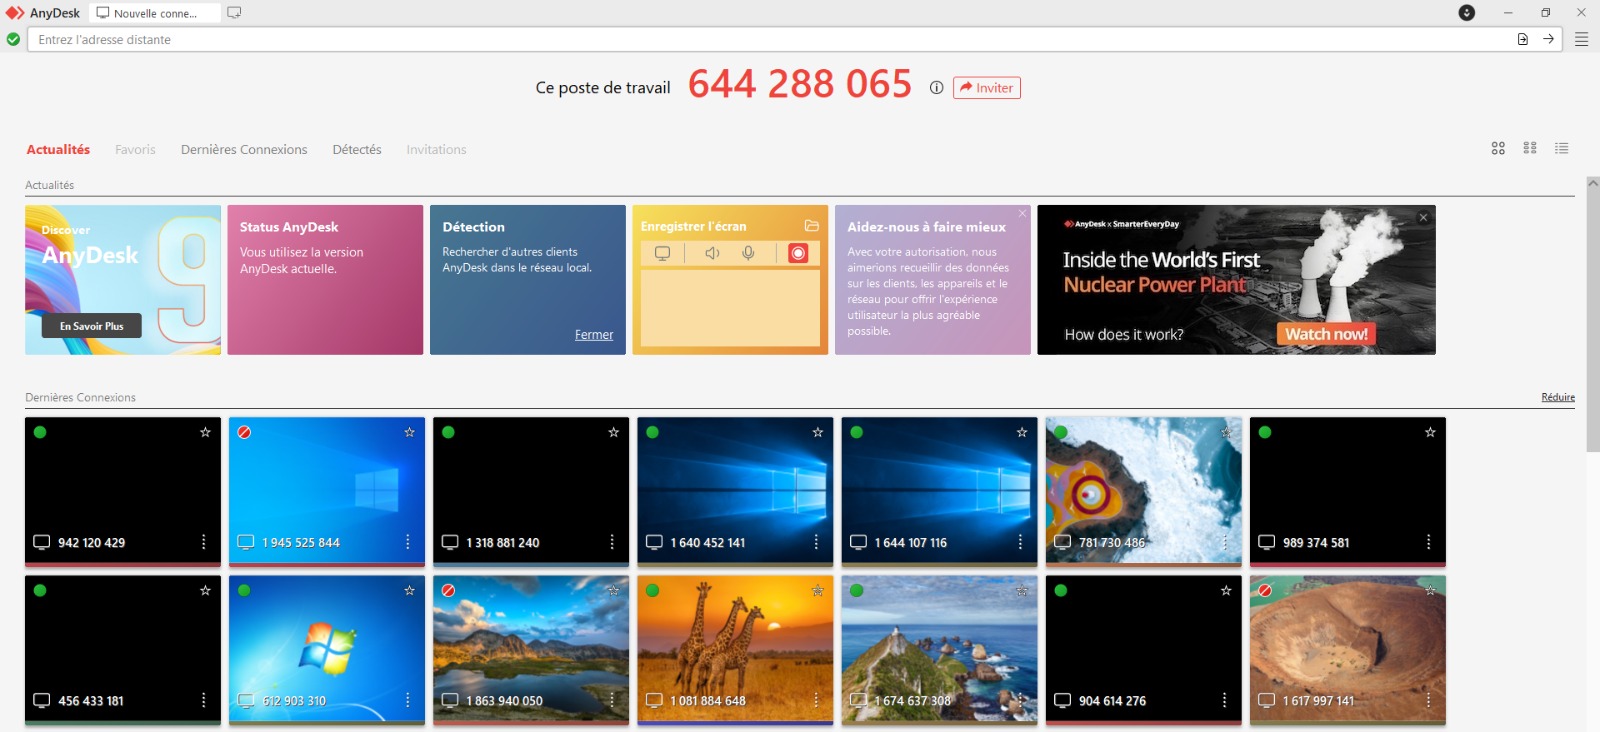 AnyDesk
Nouvelle conne...
Entrez l'adresse distante
Ce poste de travail 644 288 065 Inviter
Actualités Favoris Dernières Connexions Détectés Invitations
Actualités
Discover
AnyDesk
9
En Savoir Plus
Status AnyDesk
Vous utilisez la version
AnyDesk actuelle.
Détection
Rechercher d'autres clients
AnyDesk dans le réseau local.
Fermer
Enregistrer l'écran
Aidez-nous à faire mieux
Avec votre autorisation, nous
aimerions recueillir des données
sur les clients, les appareils et le
réseau pour offrir l'expérience
utilisateur la plus agréable
possible.
AnyDesk x SmarterEveryDay
Inside the World's First
Nuclear Power Plant
How does it work? Watch now!
Dernières Connexions Réduire
942 120 429
1 945 525 844
1 318 881 240
1 640 452 141
1 644 107 116
781 730 486
989 374 581
456 433 181
612 903 310
1 863 940 050
1 081 884 648
1 674 637 308
904 614 276
1 617 997 141